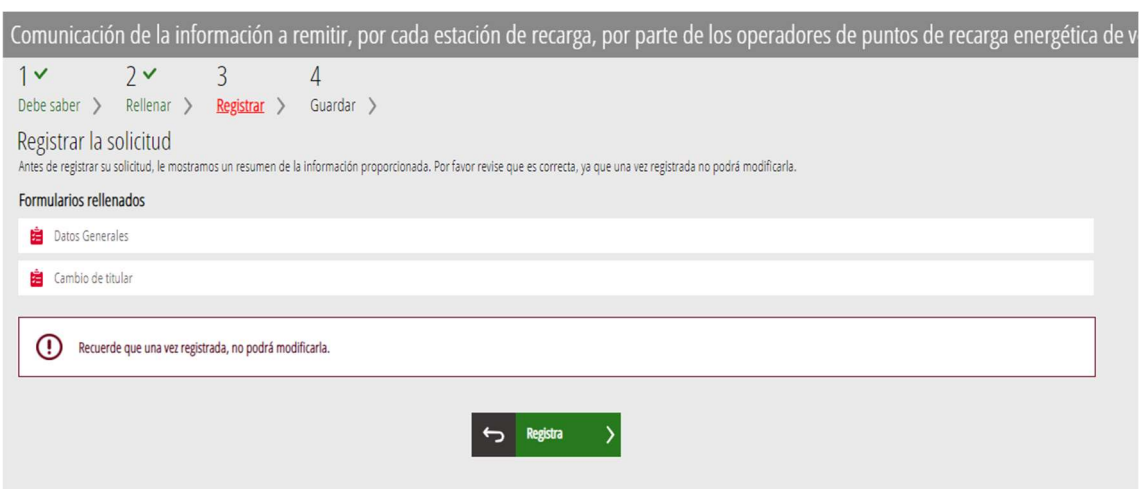 Comunicación de la información a remitir, por cada estación de recarga, por parte de los operadores de puntos de recarga energética de
1 2 3 4
Debe saber Rellenar Registrar Guardar
Registrar la solicitud
Antes de registrar su solicitud, le mostramos un resumen de la información proporcionada. Por favor revise que es correcta, ya que una vez registrada no podrá modificarla.
Formularios rellenados
Datos Generales
Cambio de titular
Recuerde que una vez registrada, no podrá modificarla.
Registra